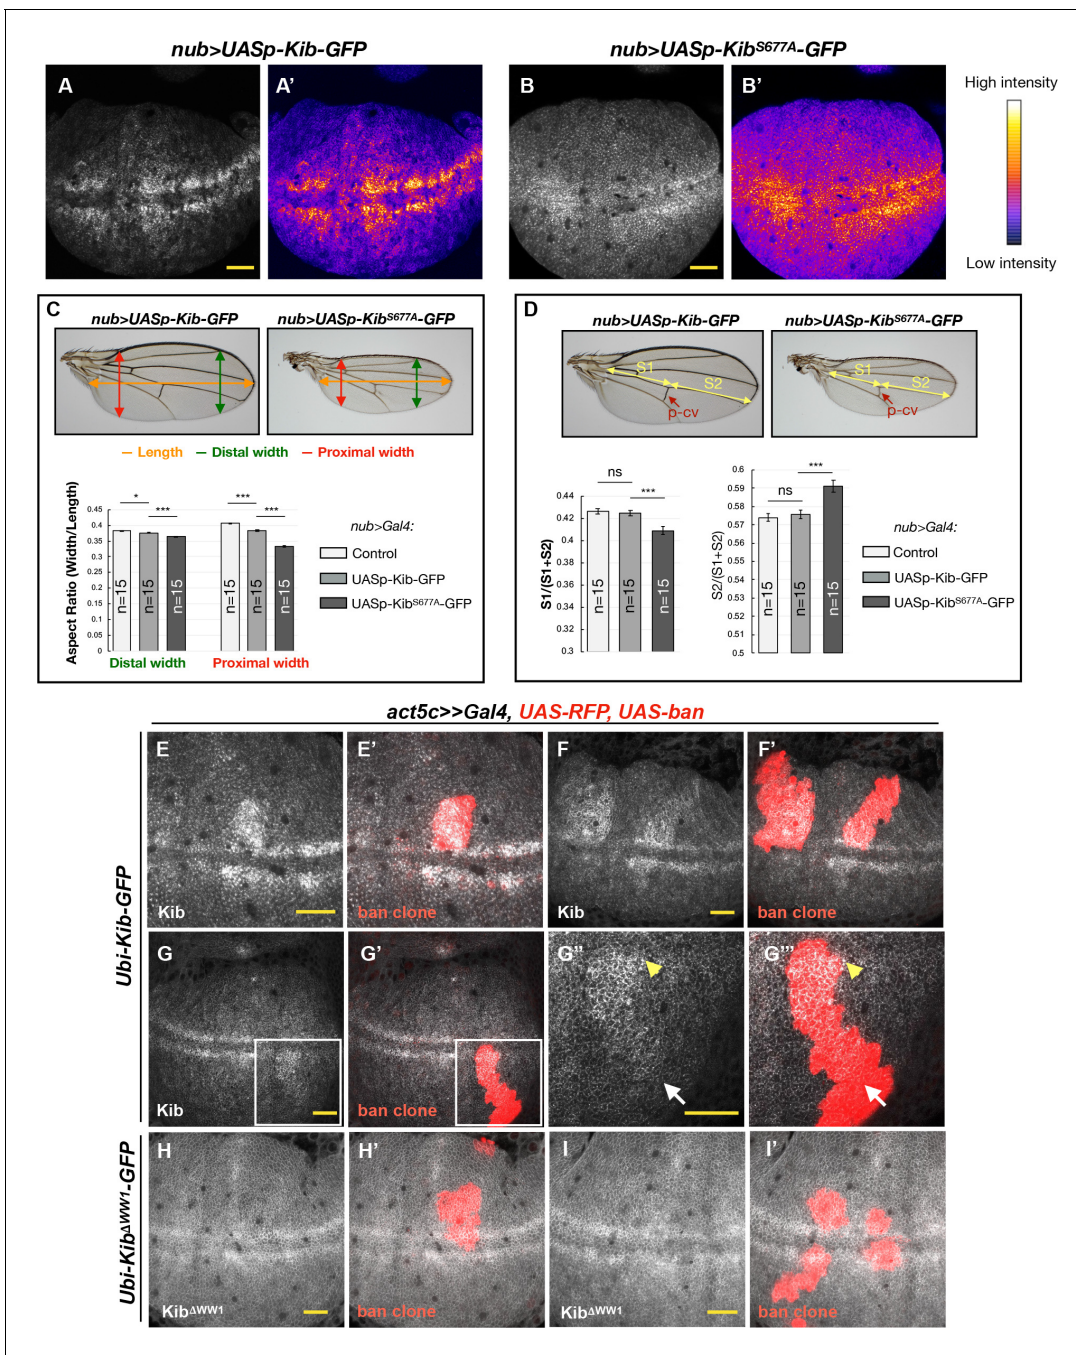 nub>UASp-Kib-GFP
nub>UASp-Kib^S677A-GFP
A
A'
B
B'
High intensity
Low intensity
C
nub>UASp-Kib-GFP
nub>UASp-Kib^S677A-GFP
– Length – Distal width – Proximal width
Aspect Ratio (Width/Length)
0.45
0.4
0.35
0.3
0.25
0.2
0.15
0.1
0.05
0
*
***
***
***
n=15
n=15
n=15
n=15
n=15
n=15
Distal width
Proximal width
nub>Gal4:
Control
UASp-Kib-GFP
UASp-Kib^S677A-GFP
D
nub>UASp-Kib-GFP
nub>UASp-Kib^S677A-GFP
S1
S2
p-cv
S1
S2
p-cv
S1/(S1+S2)
0.44
0.42
0.4
0.38
0.36
0.34
0.32
0.3
ns
***
n=15
n=15
n=15
S2/(S1+S2)
0.6
0.59
0.58
0.57
0.56
0.55
0.54
0.53
0.52
0.51
0.5
ns
***
n=15
n=15
n=15
nub>Gal4:
Control
UASp-Kib-GFP
UASp-Kib^S677A-GFP
act5c>>Gal4, UAS-RFP, UAS-ban
Ubi-Kib-GFP
E
Kib
E'
ban clone
F
Kib
F'
ban clone
G
Kib
G'
ban clone
G''
G'''
Ubi-Kib^ΔWW1-GFP
H
Kib^ΔWW1
H'
ban clone
I
Kib^ΔWW1
I'
ban clone